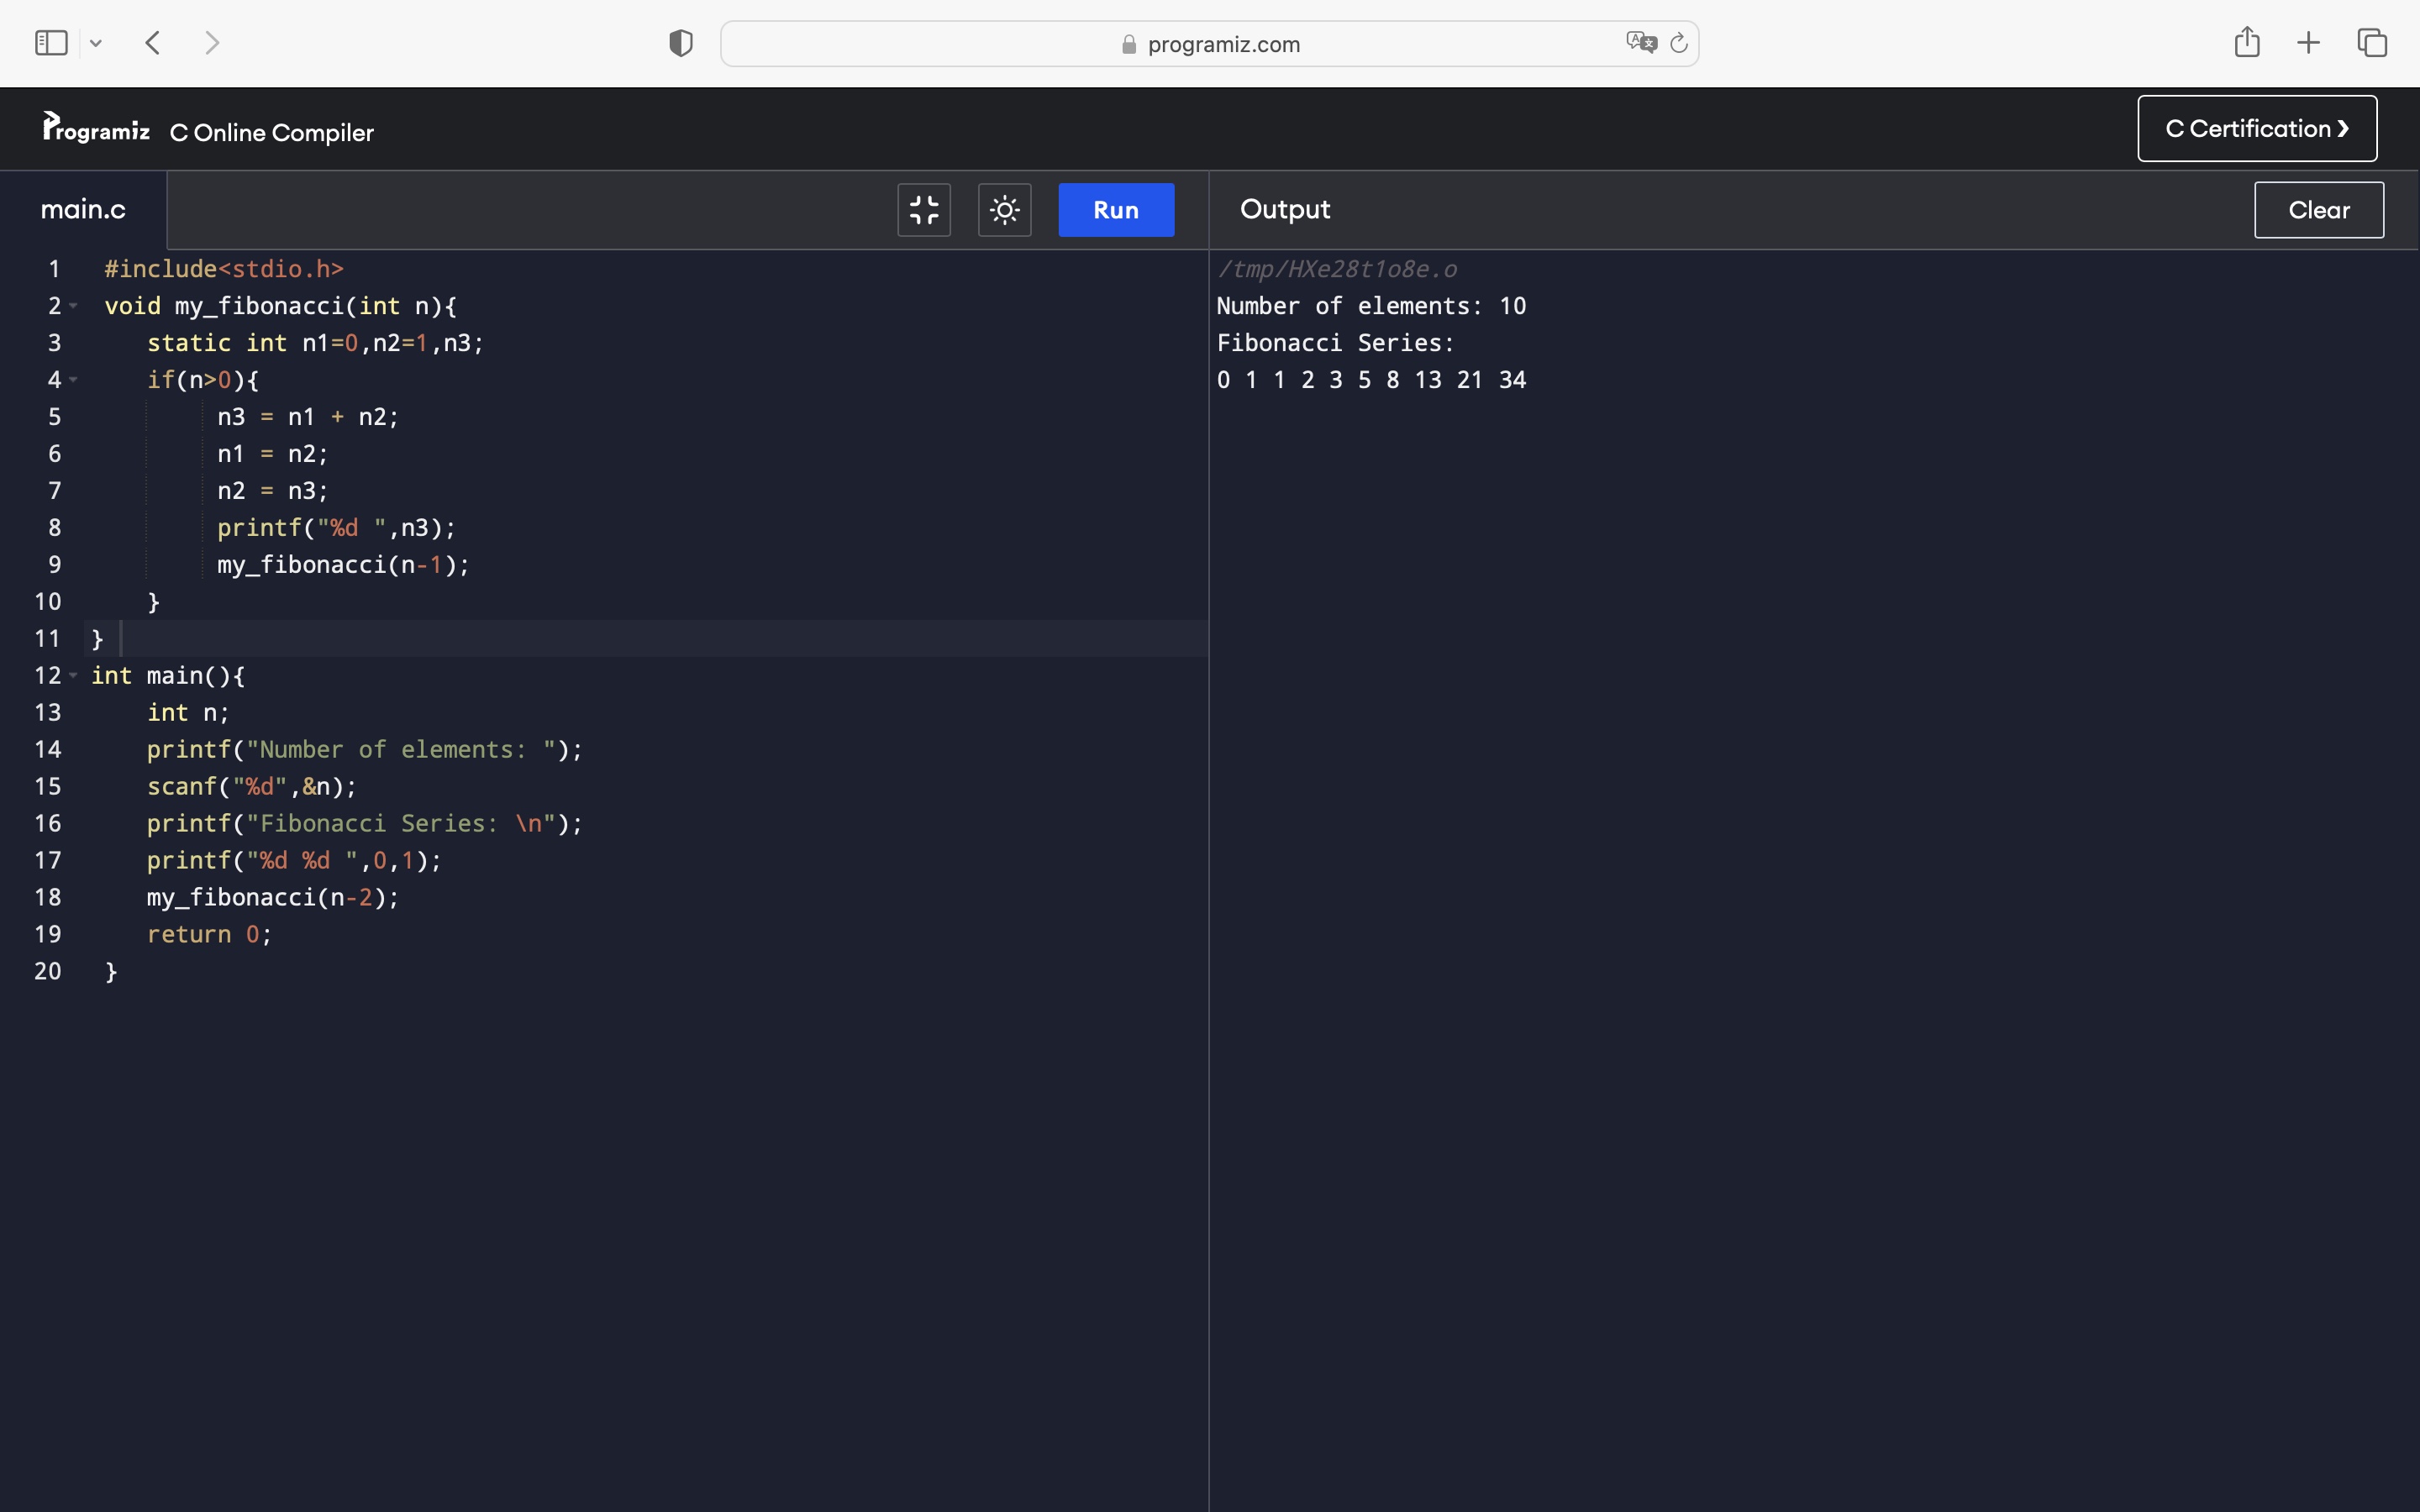 programiz.com
Programiz C Online Compiler
C Certification ❯
main.c
Run
Output
Clear
1 #include<stdio.h>
2 void my_fibonacci(int n){
3 static int n1=0,n2=1,n3;
4 if(n>0){
5 n3 = n1 + n2;
6 n1 = n2;
7 n2 = n3;
8 printf("%d ",n3);
9 my_fibonacci(n-1);
10 }
11 }
12 int main(){
13 int n;
14 printf("Number of elements: ");
15 scanf("%d",&n);
16 printf("Fibonacci Series: \n");
17 printf("%d %d ",0,1);
18 my_fibonacci(n-2);
19 return 0;
20 }
/tmp/HXe28t1o8e.o
Number of elements: 10
Fibonacci Series:
0 1 1 2 3 5 8 13 21 34